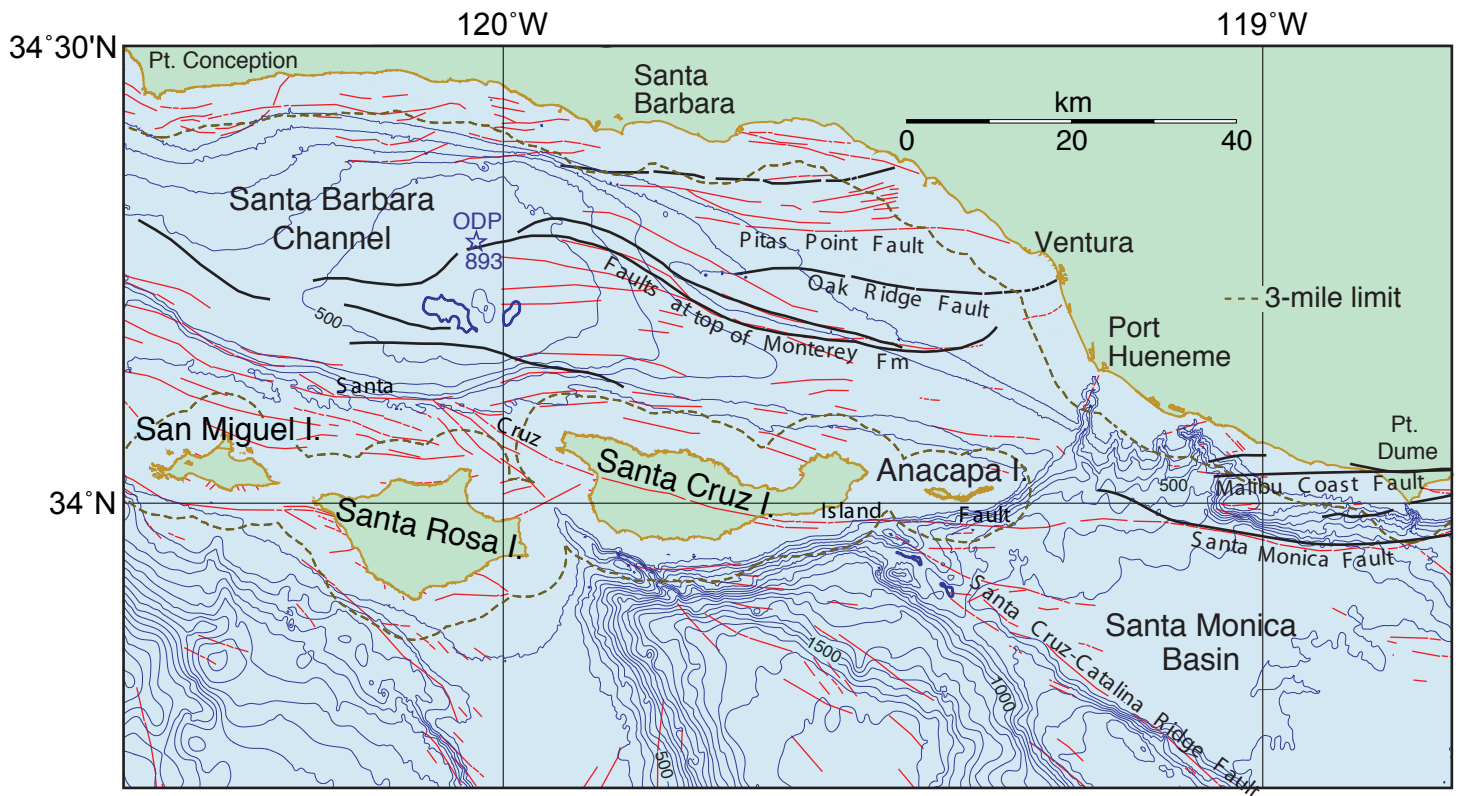 120˚W
119˚W
34˚30'N
Pt. Conception
Santa
Barbara
km
0
20
40
Santa Barbara
Channel
ODP
893
Pitas Point Fault
Ventura
Oak Ridge Fault
Faults at top of Monterey Fm
3-mile limit
500
Port
Hueneme
Santa
Cruz
San Miguel I.
Pt.
Dume
Santa Cruz I.
Anacapa I.
500
Malibu Coast Fault
34˚N
Santa Rosa I.
Island
Fault
Santa Monica Fault
Santa Cruz-Catalina Ridge Fault
Santa Monica
Basin
1500
1000
500